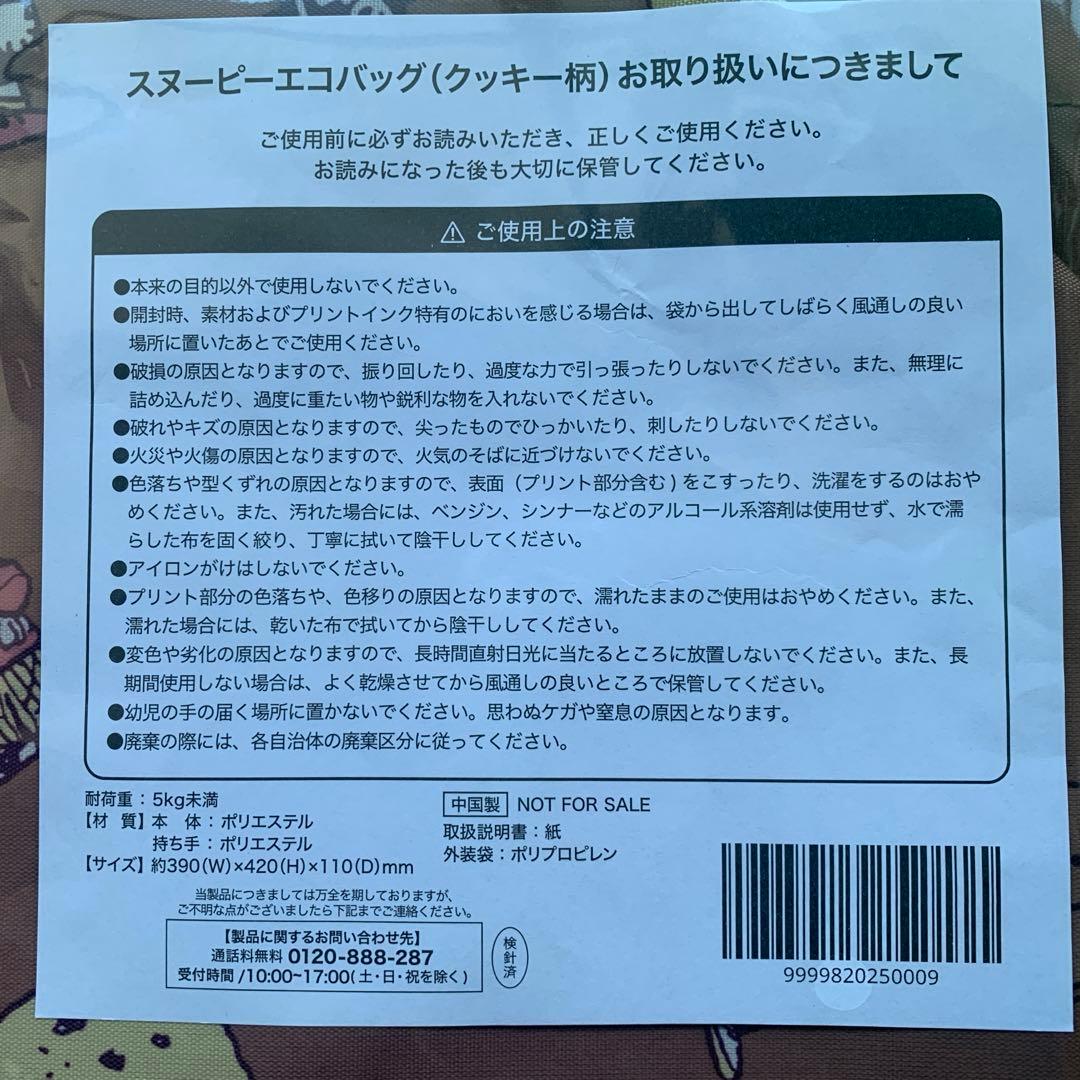 スヌーピーエコバッグ(クッキー柄)お取り扱いにつきまして
ご使用前に必ずお読みいただき、正しくご使用ください。
お読みになった後も大切に保管してください。
⚠ ご使用上の注意
●本来の目的以外で使用しないでください。
●開封時、素材およびプリントインク特有のにおいを感じる場合は、袋から出してしばらく風通しの良い
場所に置いたあとでご使用ください。
●破損の原因となりますので、振り回したり、過度な力で引っ張ったりしないでください。また、無理に
詰め込んだり、過度に重たい物や鋭利な物を入れないでください。
●破れやキズの原因となりますので、尖ったものでひっかいたり、刺したりしないでください。
●火災や火傷の原因となりますので、火気のそばに近づけないでください。
●色落ちや型くずれの原因となりますので、表面(プリント部分含む)をこすったり、洗濯をするのはおや
めください。また、汚れた場合には、ベンジン、シンナーなどのアルコール系溶剤は使用せず、水で濡
らした布を固く絞り、丁寧に拭いて陰干ししてください。
●アイロンがけはしないでください。
●プリント部分の色落ちや、色移りの原因となりますので、濡れたままのご使用はおやめください。また、
濡れた場合には、乾いた布で拭いてから陰干ししてください。
●変色や劣化の原因となりますので、長時間直射日光に当たるところに放置しないでください。また、長
期間使用しない場合は、よく乾燥させてから風通しの良いところで保管してください。
●幼児の手の届く場所に置かないでください。思わぬケガや窒息の原因となります。
●廃棄の際には、各自治体の廃棄区分に従ってください。
耐荷重：5kg未満
【材 質】本 体：ポリエステル
持ち手：ポリエステル
【サイズ】約390(W)×420(H)×110(D)mm
中国製 NOT FOR SALE
取扱説明書：紙
外装袋：ポリプロピレン
当製品につきましては万全を期しておりますが、
ご不明な点がございましたら下記までご連絡ください。
【製品に関するお問い合わせ先】
通話料無料 0120-888-287
受付時間/10:00~17:00(土・日・祝を除く)
検針済
9999820250009